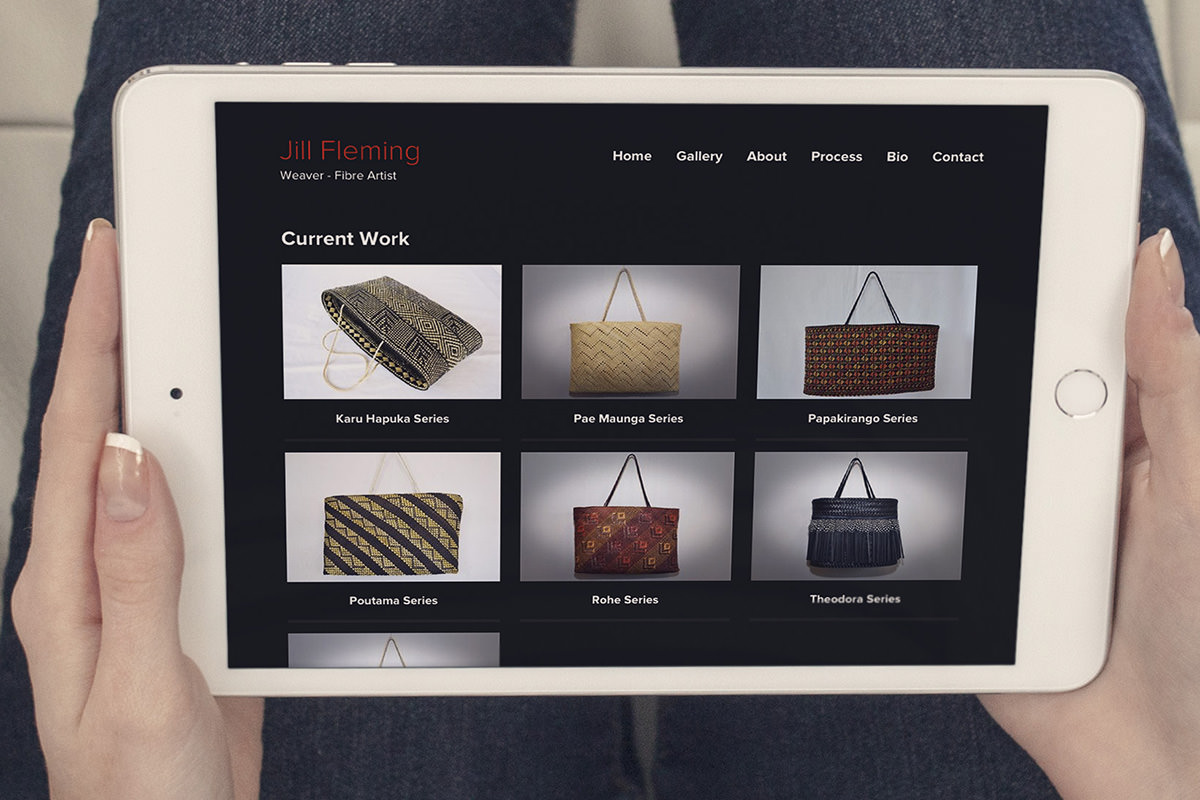 Jill Fleming
Weaver - Fibre Artist
Home Gallery About Process Bio Contact
Current Work
Karu Hapuka Series
Pae Maunga Series
Papakirango Series
Poutama Series
Rohe Series
Theodora Series